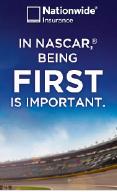 Nationwide®
Insurance
IN NASCAR,®
BEING
FIRST
IS IMPORTANT.